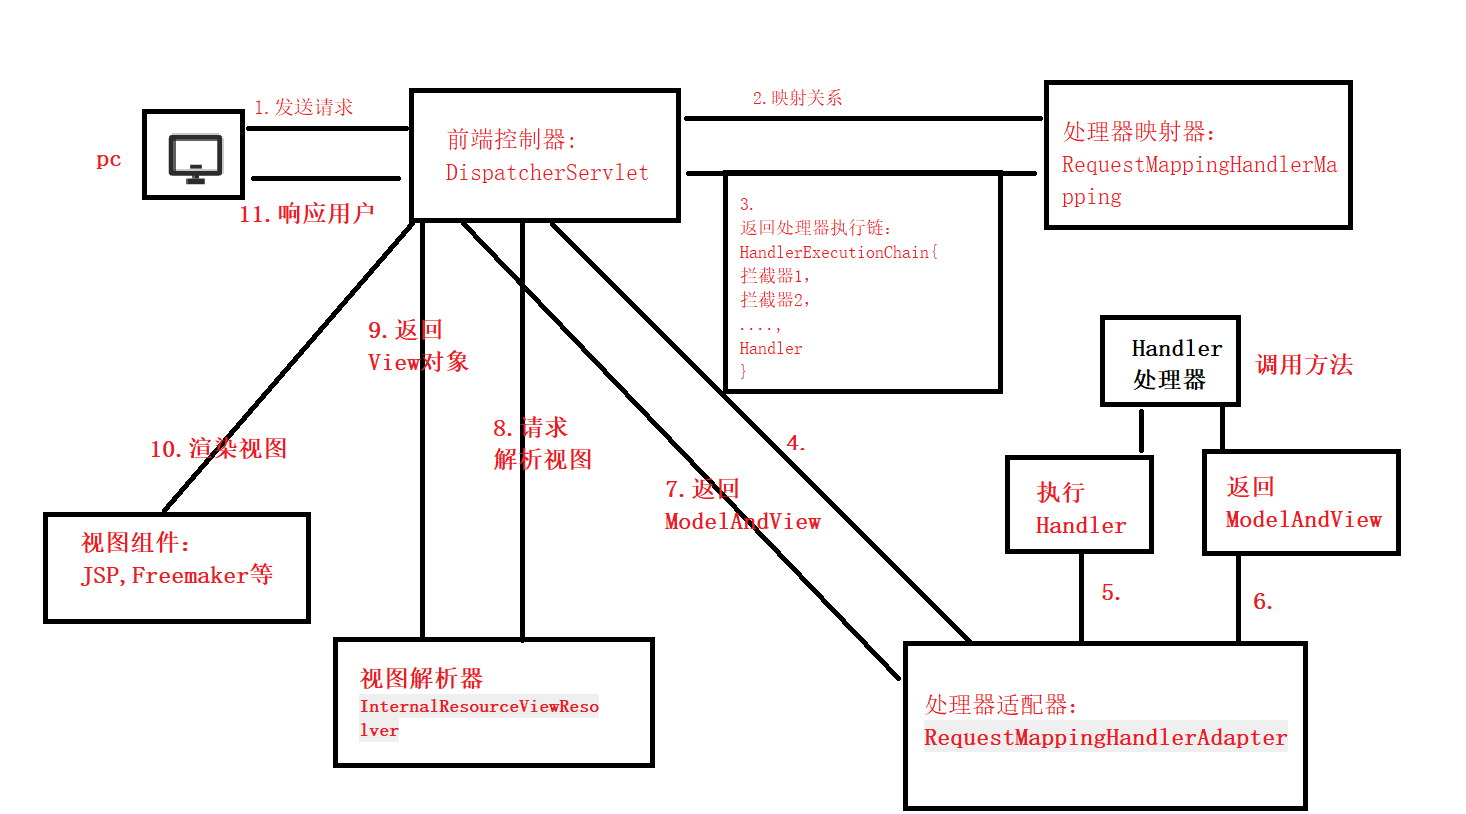 1.发送请求
pc
11.响应用户
前端控制器:
DispatcherServlet
2.映射关系
处理器映射器:
RequestMappingHandlerMa
pping
3.
返回处理器执行链:
HandlerExecutionChain{
拦截器1,
拦截器2,
....,
Handler
}
9.返回
View对象
8.请求
解析视图
10.渲染视图
7.返回
ModelAndView
4.
Handler
处理器
调用方法
执行
Handler
返回
ModelAndView
5.
6.
视图组件:
JSP,Freemaker等
视图解析器
InternalResourceViewReso
lver
处理器适配器:
RequestMappingHandlerAdapter